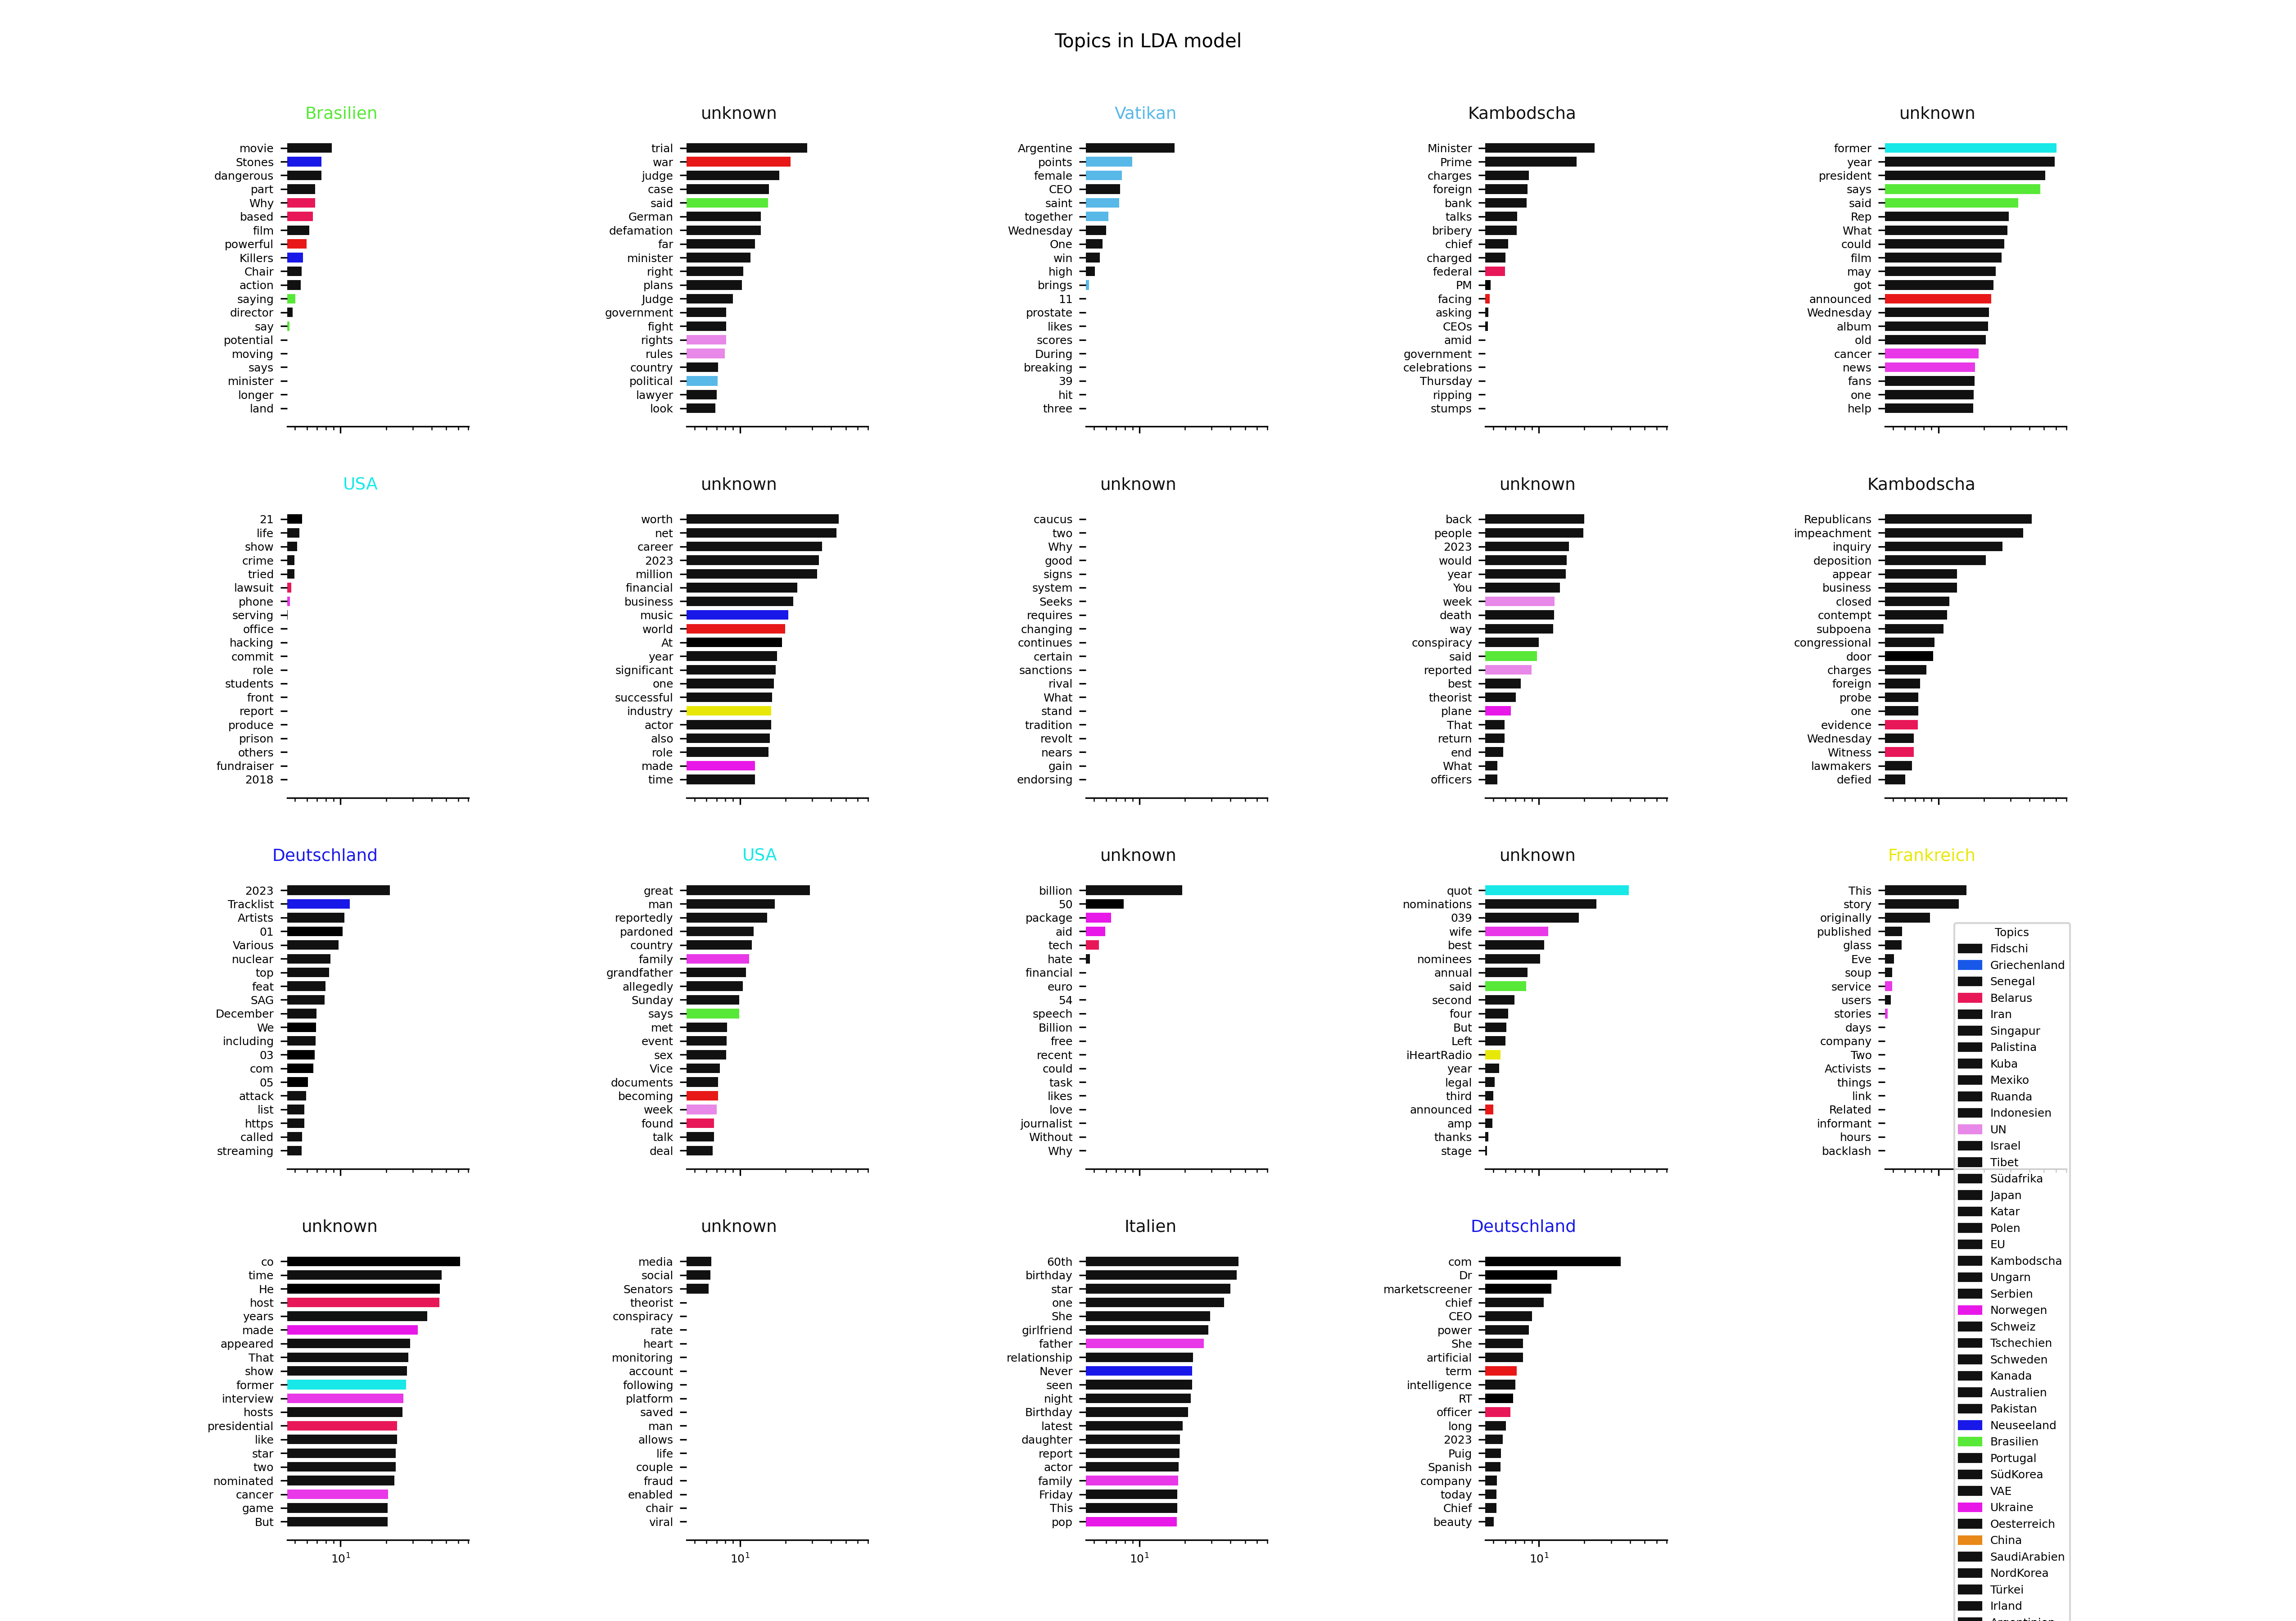 Topics in LDA model
Brasilien
movie
Stones
dangerous
part
Why
based
film
powerful
Killers
Chair
action
saying
director
say
potential
moving
says
minister
longer
land
unknown
trial
war
judge
case
said
German
defamation
far
minister
right
plans
Judge
government
fight
rights
rules
country
political
lawyer
look
Vatikan
Argentine
points
female
CEO
saint
together
Wednesday
One
win
high
brings
11
prostate
likes
scores
During
breaking
39
hit
three
Kambodscha
Minister
Prime
charges
foreign
bank
talks
bribery
chief
charged
federal
PM
facing
asking
CEOs
amid
government
celebrations
Thursday
ripping
stumps
unknown
former
year
president
says
said
Rep
What
could
film
may
got
announced
Wednesday
album
old
cancer
news
fans
one
help
USA
21
life
show
crime
tried
lawsuit
phone
serving
office
hacking
commit
role
students
front
report
produce
prison
others
fundraiser
2018
unknown
worth
net
career
2023
million
financial
business
music
world
At
year
significant
one
successful
industry
actor
also
role
made
time
unknown
caucus
two
Why
good
signs
system
Seeks
requires
changing
continues
certain
sanctions
rival
What
stand
tradition
revolt
nears
gain
endorsing
unknown
back
people
2023
would
year
You
week
death
way
conspiracy
said
reported
best
theorist
plane
That
return
end
What
officers
Kambodscha
Republicans
impeachment
inquiry
deposition
appear
business
closed
contempt
subpoena
congressional
door
charges
foreign
probe
one
evidence
Wednesday
Witness
lawmakers
defied
Deutschland
2023
Tracklist
Artists
01
Various
nuclear
top
feat
SAG
December
We
including
03
com
05
attack
list
https
called
streaming
USA
great
man
reportedly
pardoned
country
family
grandfather
allegedly
Sunday
says
met
event
sex
Vice
documents
becoming
week
found
talk
deal
unknown
billion
50
package
aid
tech
hate
financial
euro
54
speech
Billion
free
recent
could
task
likes
love
journalist
Without
Why
unknown
quot
nominations
039
wife
best
nominees
annual
said
second
four
But
Left
iHeartRadio
year
legal
third
announced
amp
thanks
stage
Frankreich
This
story
originally
published
glass
Eve
soup
service
users
stories
days
company
Two
Activists
things
link
Related
informant
hours
backlash
unknown
co
time
He
host
years
made
appeared
That
show
former
interview
hosts
presidential
like
star
two
nominated
cancer
game
But
10¹
unknown
media
social
Senators
theorist
conspiracy
rate
heart
monitoring
account
following
platform
saved
man
allows
life
couple
fraud
enabled
chair
viral
10¹
Italien
60th
birthday
star
one
She
girlfriend
father
relationship
Never
seen
night
Birthday
latest
daughter
report
actor
family
Friday
This
pop
10¹
Deutschland
com
Dr
marketscreener
chief
CEO
power
She
artificial
term
intelligence
RT
officer
long
2023
Puig
Spanish
company
today
Chief
beauty
10¹
Topics
Fidschi
Griechenland
Senegal
Belarus
Iran
Singapur
Palistina
Kuba
Mexiko
Ruanda
Indonesien
UN
Israel
Tibet
Südafrika
Japan
Katar
Polen
EU
Kambodscha
Ungarn
Serbien
Norwegen
Schweiz
Tschechien
Schweden
Kanada
Australien
Pakistan
Neuseeland
Brasilien
Portugal
SüdKorea
VAE
Ukraine
Oesterreich
China
SaudiArabien
NordKorea
Türkei
Irland